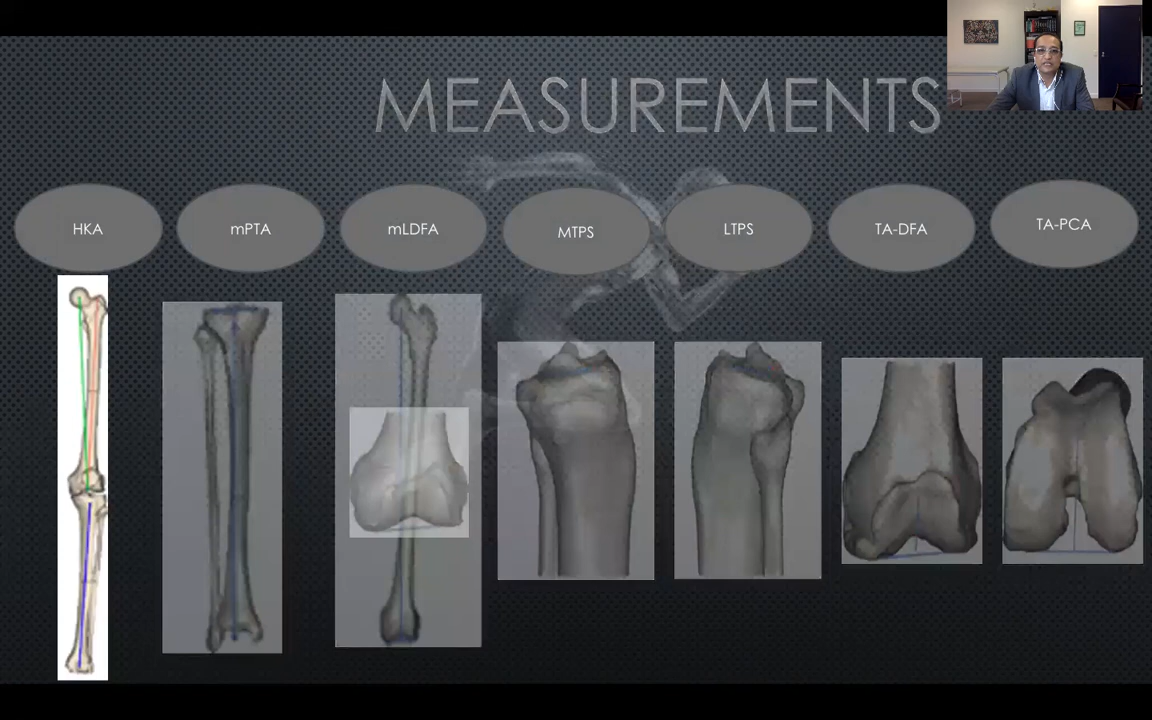 MEASUREMENTS
HKA
mPTA
mLDFA
MTPS
LTPS
TA-DFA
TA-PCA